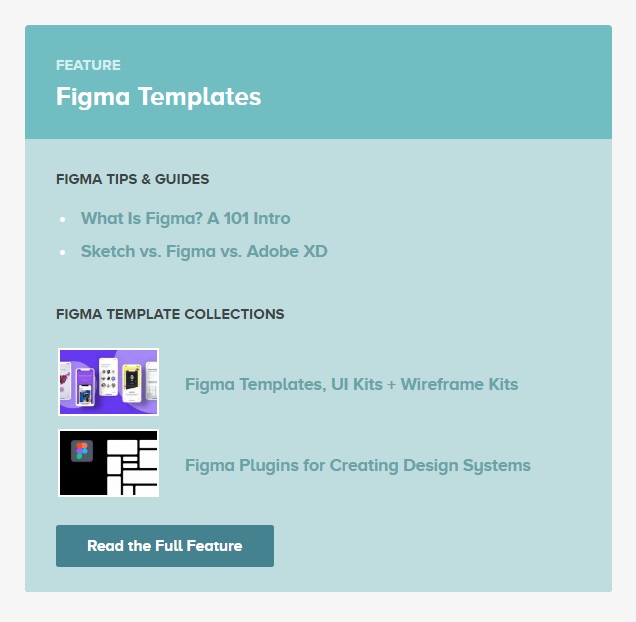 FEATURE
Figma Templates
FIGMA TIPS & GUIDES
What Is Figma? A 101 Intro
Sketch vs. Figma vs. Adobe XD
FIGMA TEMPLATE COLLECTIONS
Figma Templates, UI Kits + Wireframe Kits
Figma Plugins for Creating Design Systems
Read the Full Feature